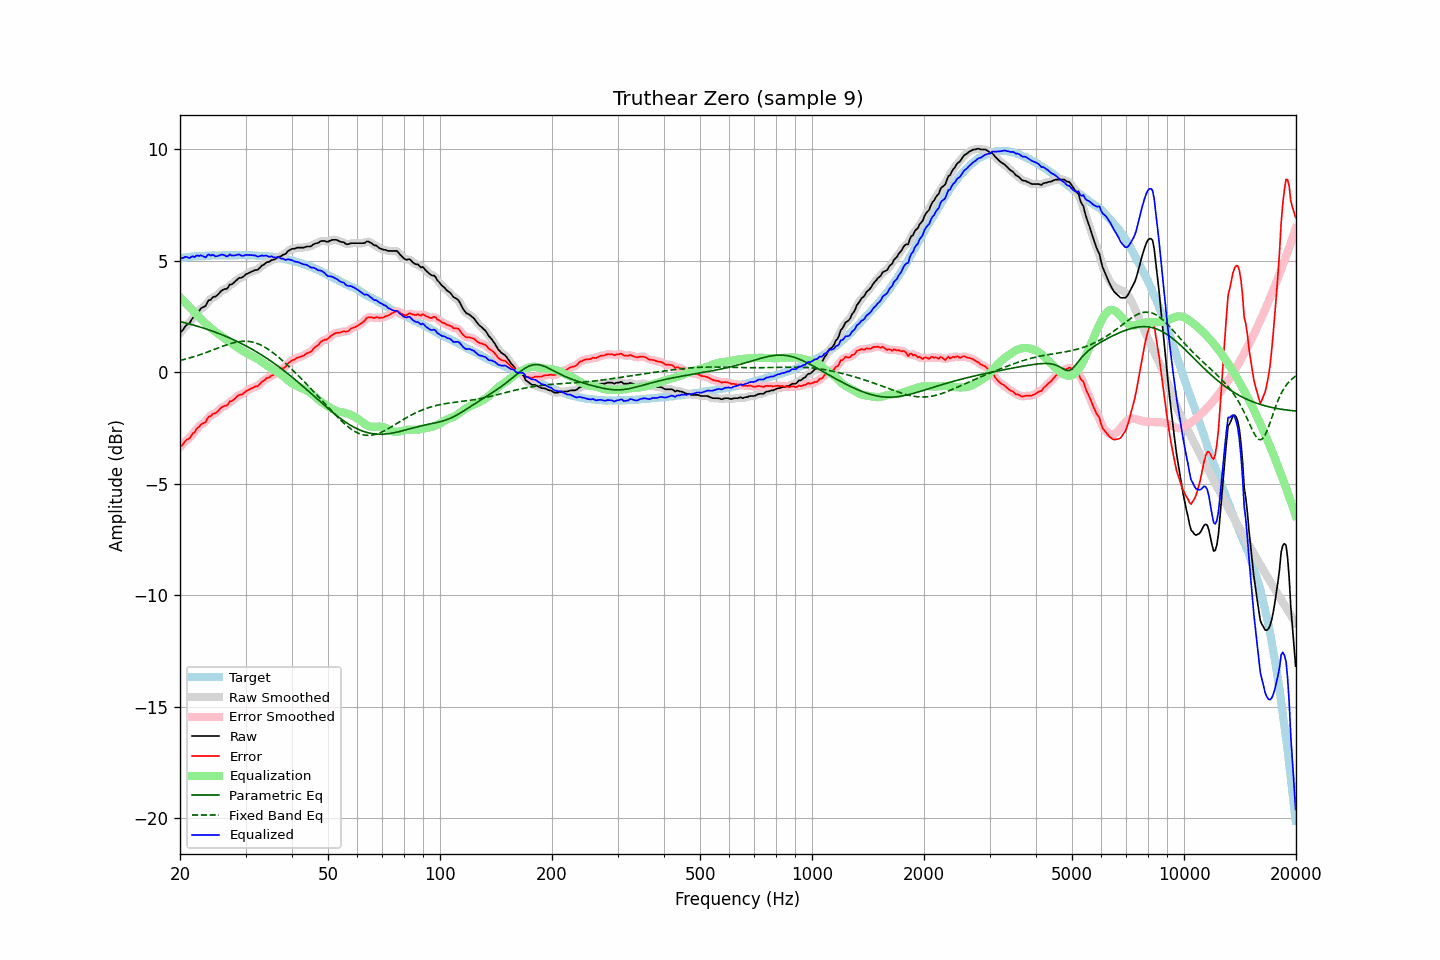 Truthear Zero (sample 9)
Amplitude (dBr)
10
5
0
−5
−10
−15
−20
Target
Raw Smoothed
Error Smoothed
Raw
Error
Equalization
Parametric Eq
Fixed Band Eq
Equalized
20 50 100 200 500 1000 2000 5000 10000 20000
Frequency (Hz)